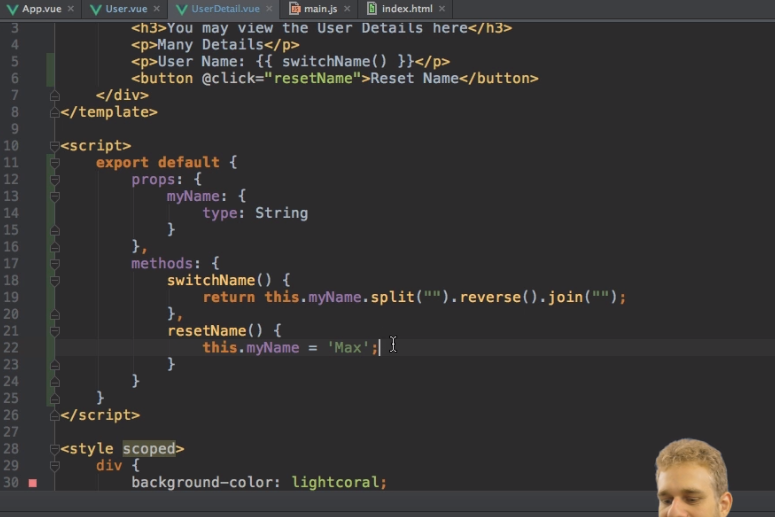 App.vue × User.vue × UserDetail.vue × main.js × index.html ×
3 <h3>You may view the User Details here</h3>
4 <p>Many Details</p>
5 <p>User Name: {{ switchName() }}</p>
6 <button @click="resetName">Reset Name</button>
7 </div>
8 </template>
9
10 <script>
11 export default {
12 props: {
13 myName: {
14 type: String
15 }
16 },
17 methods: {
18 switchName() {
19 return this.myName.split("").reverse().join("");
20 },
21 resetName() {
22 this.myName = 'Max';
23 }
24 }
25 }
26 </script>
27
28 <style scoped>
29 div {
30 background-color: lightcoral;